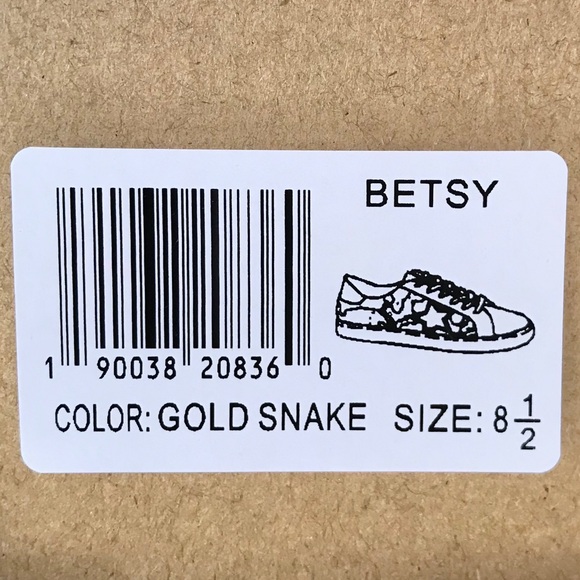 BETSY
1 90038 20836 0
COLOR: GOLD SNAKE SIZE: 8 1/2